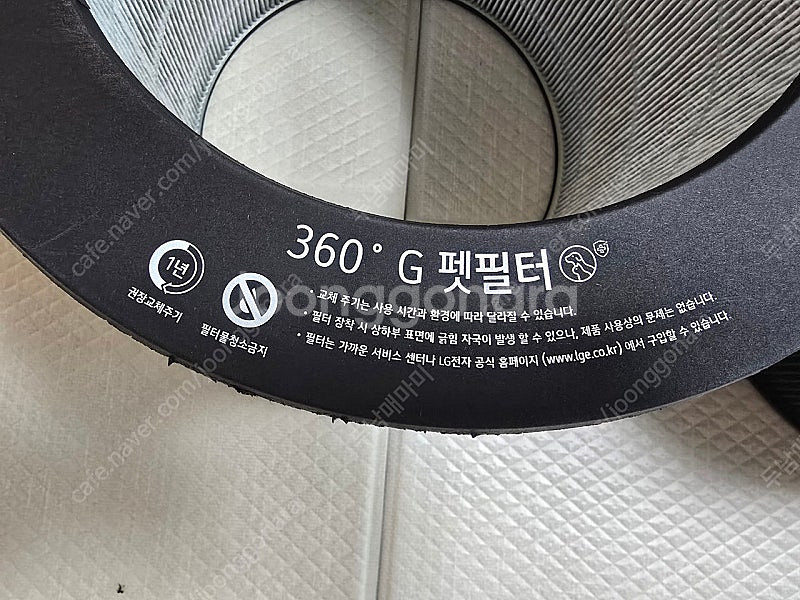 360° G 펫필터
1년
권장교체주기
필터물청소금지
• 교체 주기는 사용 시간과 환경에 따라 달라질 수 있습니다.
• 필터 장착 시 상하부 표면에 긁힘 자국이 발생 할 수 있으나, 제품 사용상의 문제는 없습니다.
• 필터는 가까운 서비스 센터나 LG전자 공식 홈페이지 (www.lge.co.kr) 에서 구입할 수 있습니다.
joonggonara
cafe.naver.com/joonggonara